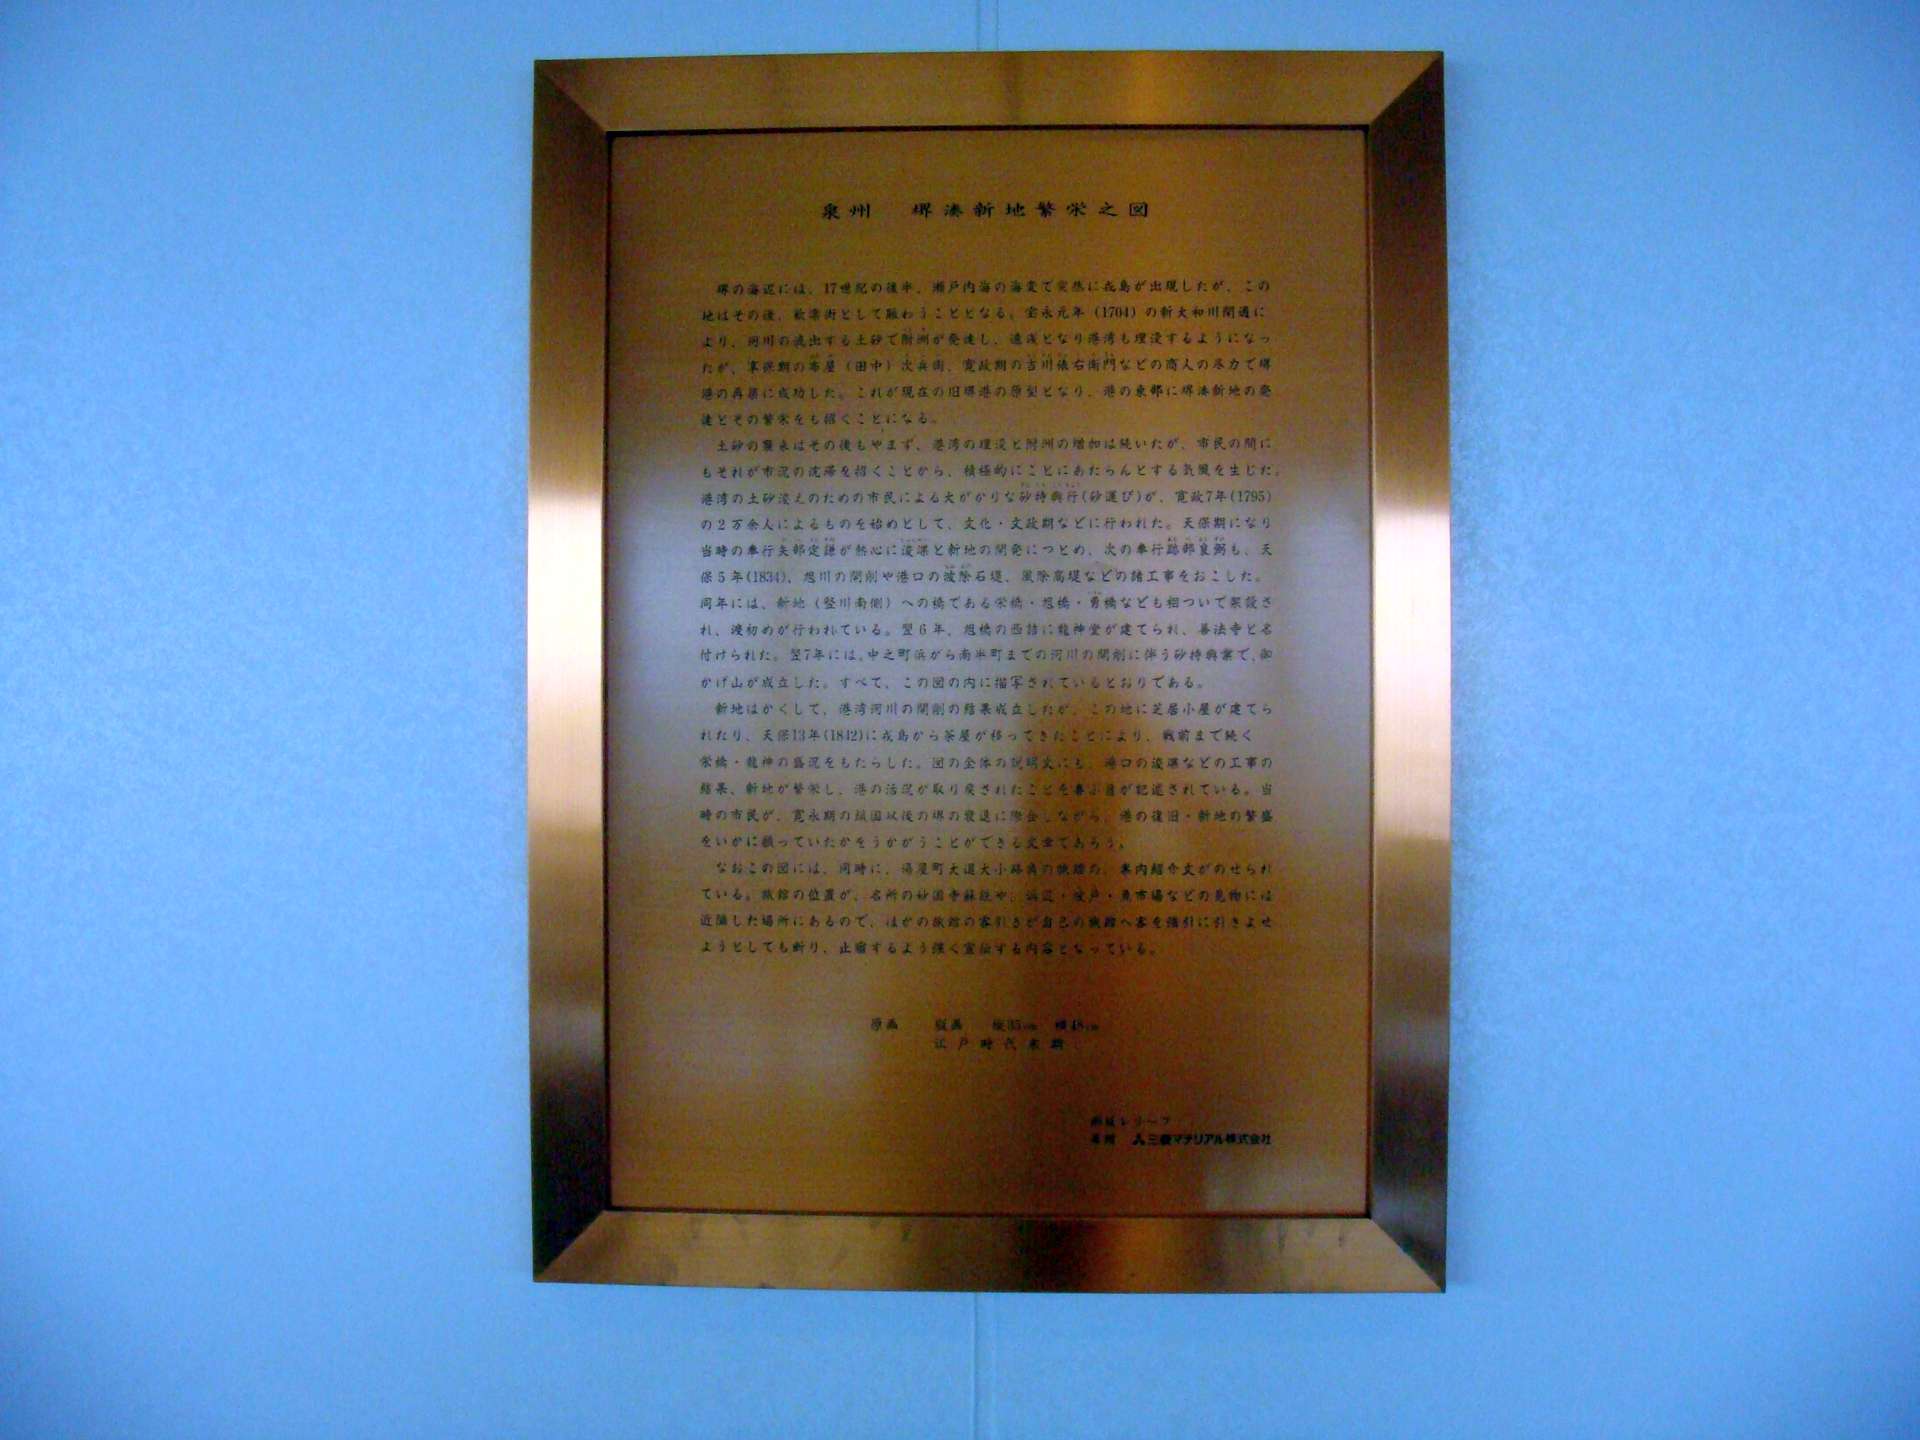 泉州　堺湊新地繁栄之図
堺の海辺には、17世紀の後半、瀬戸内海の海変で突然に戎島が出現したが、この
地はその後、歓楽街として賑わうこととなる。宝永元年（1704）の新大和川開通に
より、河川の流出する土砂で附洲が発達し、遠浅となり港湾も埋没するようになっ
たが、享保期の帯屋（田中）次兵衛、寛政期の吉川俵右衛門などの商人の尽力で堺
港の再築に成功した。これが現在の旧堺港の原型となり、港の東部に堺湊新地の発
達とその繁栄をも招くことになる。
土砂の襲来はその後もやまず、港湾の埋没と附洲の増加は続いたが、市民の間に
もそれが市況の沈滞を招くことから、積極的にことにあたらんとする気風を生じた。
港湾の土砂浚えのための市民による大がかりな砂持興行(砂運び)が、寛政7年(1795)
の２万余人によるものを始めとして、文化・文政期などに行われた。天保期になり
当時の奉行矢部定謙が熱心に浚渫と新地の開発につとめ、次の奉行跡部良弼も、天
保５年(1834)、旭川の開削や港口の波除石堤、風除高堤などの諸工事をおこした。
同年には、新地（竪川南側）への橋である栄橋・旭橋・勇橋なども相ついで架設さ
れ、渡初めが行われている。翌６年、旭橋の西詰に龍神堂が建てられ、善法寺と名
付けられた。翌7年には、中之町浜から南半町までの河川の開削に伴う砂持興業で、御
かげ山が成立した。すべて、この図の内に描写されているとおりである。
新地はかくして、港湾河川の開削の結果成立したが、この地に芝居小屋が建てら
れたり、天保13年(1842)に戎島から茶屋が移ってきたことにより、戦前まで続く
栄橋・龍神の盛況をもたらした。図の全体の説明文にも、港口の浚渫などの工事の
結果、新地が繁栄し、港の活況が取り戻されたことを喜ぶ旨が記述されている。当
時の市民が、寛永期の鎖国以後の堺の衰退に際会しながら、港の復旧・新地の繁盛
をいかに願っていたかをうかがうことができる文章であろう。
なおこの図には、同時に、湯屋町大道大小路角の旅館の、案内紹介文がのせられ
ている。旅館の位置が、名所の妙国寺蘇鉄や、浜辺・波戸・魚市場などの見物には
近隣した場所にあるので、ほかの旅館の客引きが自己の旅館へ客を強引に引きよせ
ようとしても断り、止宿するよう強く宣伝する内容となっている。
原画　版画　縦35cm　横48cm
江戸時代末期
レリーフ
三菱マテリアル株式会社